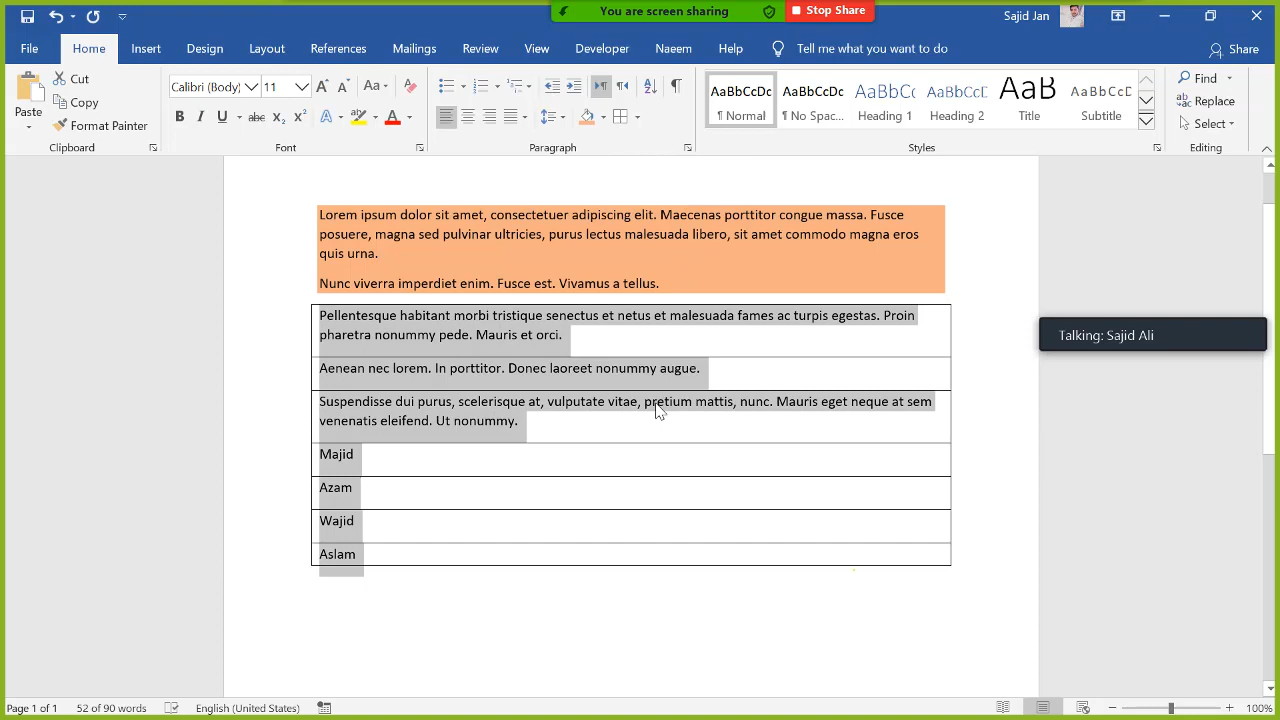 You are screen sharing
Stop Share
Sajid Jan
File Home Insert Design Layout References Mailings Review View Developer Naeem Help Tell me what you want to do Share
Paste
Cut
Copy
Format Painter
Clipboard
Calibri (Body) 11
Font
Paragraph
AaBbCcDc AaBbCcDc AaBbCc AaBbCcD AaB AaBbCcD
¶ Normal ¶ No Spac... Heading 1 Heading 2 Title Subtitle
Styles
Find
Replace
Select
Editing
Lorem ipsum dolor sit amet, consectetuer adipiscing elit. Maecenas porttitor congue massa. Fusce
posuere, magna sed pulvinar ultricies, purus lectus malesuada libero, sit amet commodo magna eros
quis urna.
Nunc viverra imperdiet enim. Fusce est. Vivamus a tellus.
Pellentesque habitant morbi tristique senectus et netus et malesuada fames ac turpis egestas. Proin
pharetra nonummy pede. Mauris et orci.
Aenean nec lorem. In porttitor. Donec laoreet nonummy augue.
Suspendisse dui purus, scelerisque at, vulputate vitae, pretium mattis, nunc. Mauris eget neque at sem
venenatis eleifend. Ut nonummy.
Majid
Azam
Wajid
Aslam
Talking: Sajid Ali
Page 1 of 1 52 of 90 words English (United States) 100%